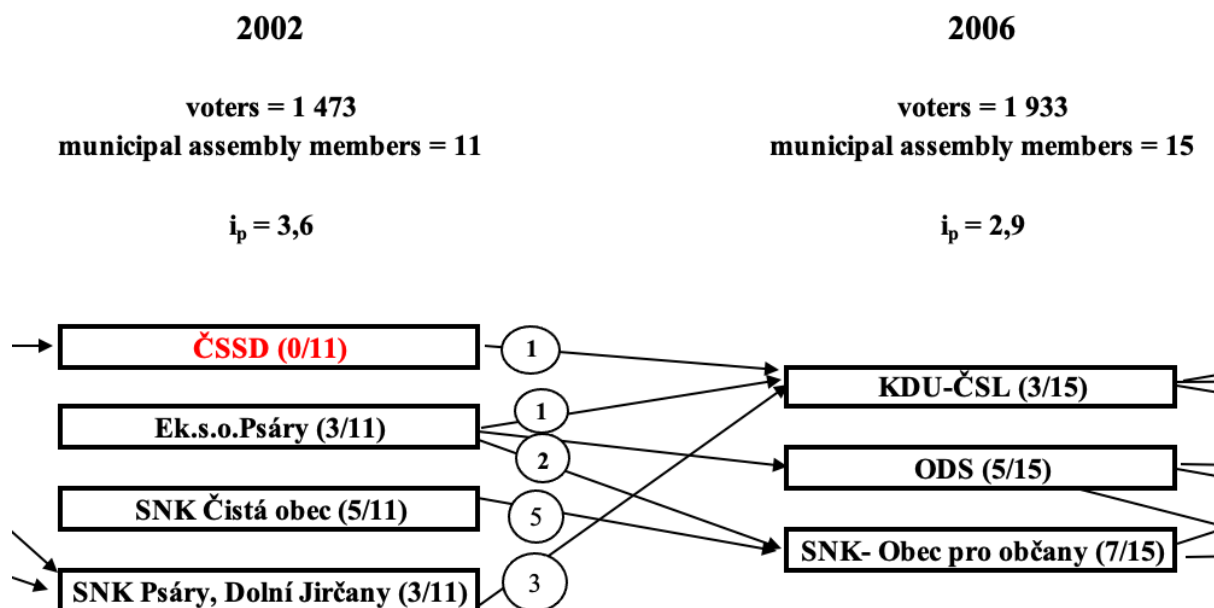 2002
voters = 1 473
municipal assembly members = 11
ip = 3,6
2006
voters = 1 933
municipal assembly members = 15
ip = 2,9
ČSSD (0/11)
Ek.s.o.Psáry (3/11)
SNK Čistá obec (5/11)
SNK Psáry, Dolní Jirčany (3/11)
1
1
2
5
3
KDU-ČSL (3/15)
ODS (5/15)
SNK- Obec pro občany (7/15)